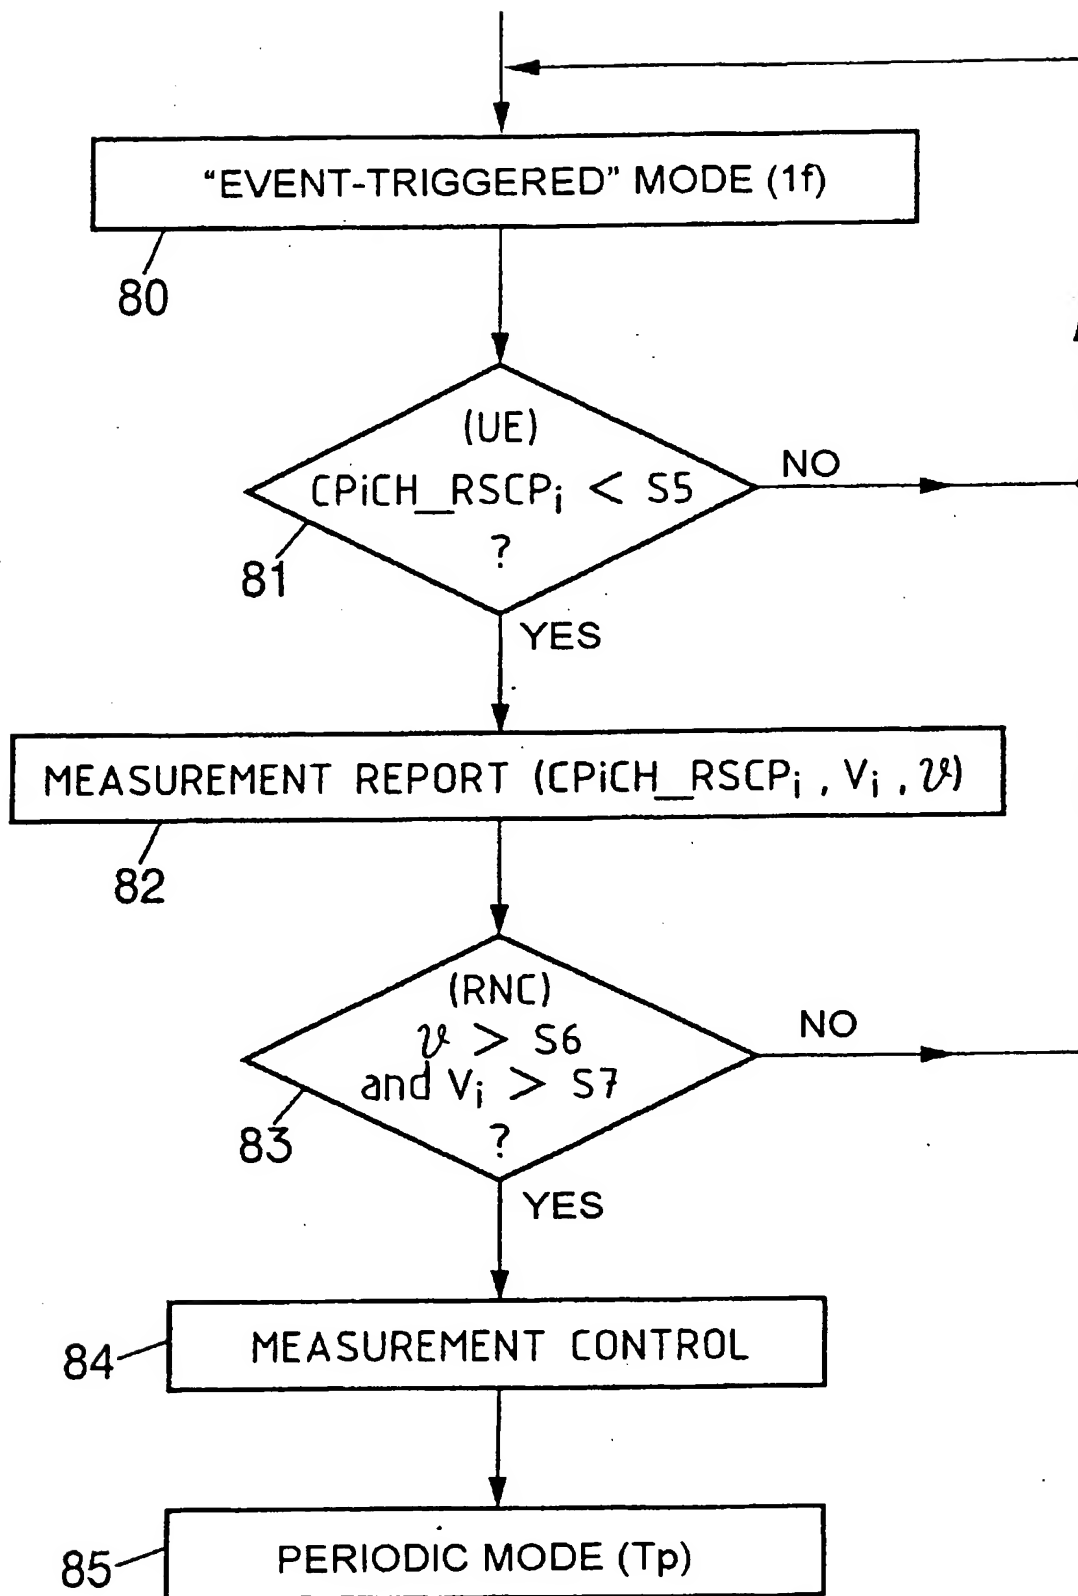 “EVENT-TRIGGERED” MODE (1f)
80
(UE)
CPiCH_RSCPi < S5
?
NO
81
YES
MEASUREMENT REPORT (CPiCH_RSCPi , Vi , 𝓋)
82
(RNC)
𝓋 > S6
and Vi > S7
?
NO
83
YES
MEASUREMENT CONTROL
84
PERIODIC MODE (Tp)
85